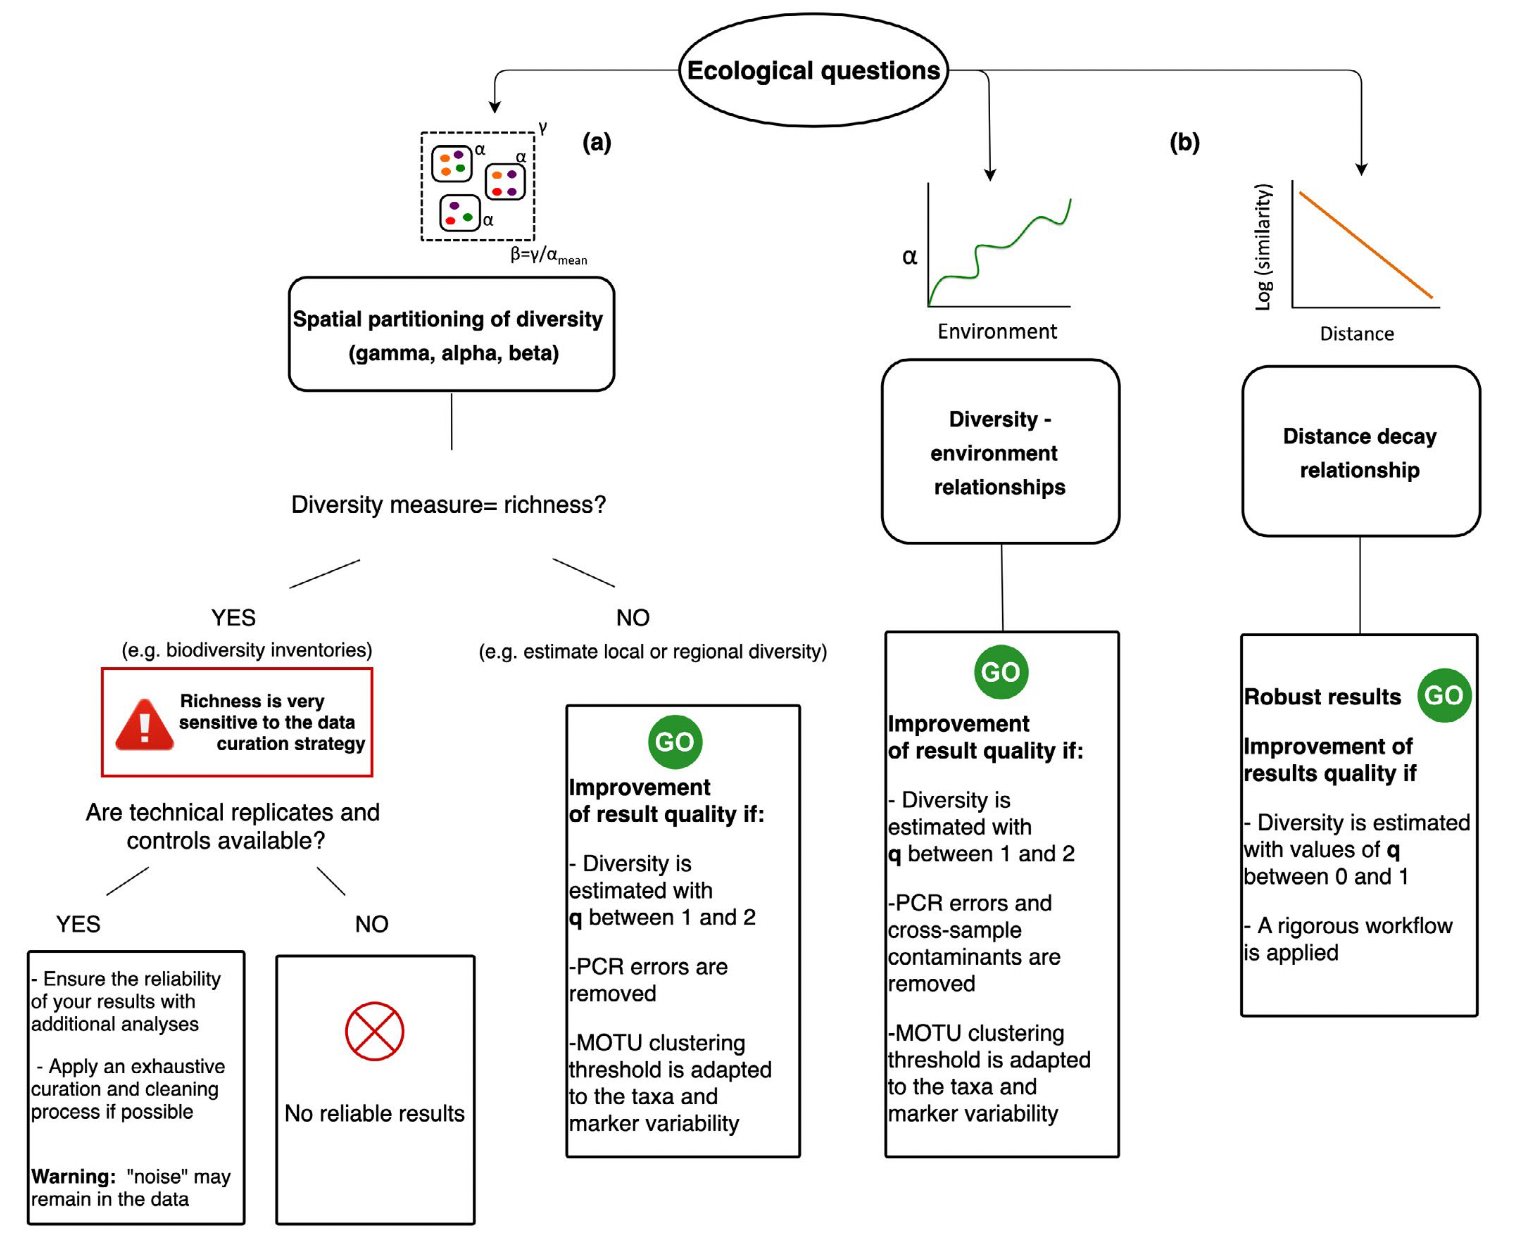 Ecological questions
(a)
γ
α
α
α
β=γ/αmean
Spatial partitioning of diversity
(gamma, alpha, beta)
Diversity measure= richness?
YES
(e.g. biodiversity inventories)
Richness is very
sensitive to the data
curation strategy
Are technical replicates and
controls available?
YES
- Ensure the reliability
of your results with
additional analyses
- Apply an exhaustive
curation and cleaning
process if possible
Warning: "noise" may
remain in the data
NO
No reliable results
NO
(e.g. estimate local or regional diversity)
GO
Improvement
of result quality if:
- Diversity is
estimated with
q between 1 and 2
-PCR errors are
removed
-MOTU clustering
threshold is adapted
to the taxa and
marker variability
(b)
α
Environment
Diversity -
environment
relationships
GO
Improvement
of result quality if:
- Diversity is
estimated with
q between 1 and 2
-PCR errors and
cross-sample
contaminants are
removed
-MOTU clustering
threshold is adapted
to the taxa and
marker variability
Log (similarity)
Distance
Distance decay
relationship
Robust results GO
Improvement of
results quality if
- Diversity is estimated
with values of q
between 0 and 1
- A rigorous workflow
is applied